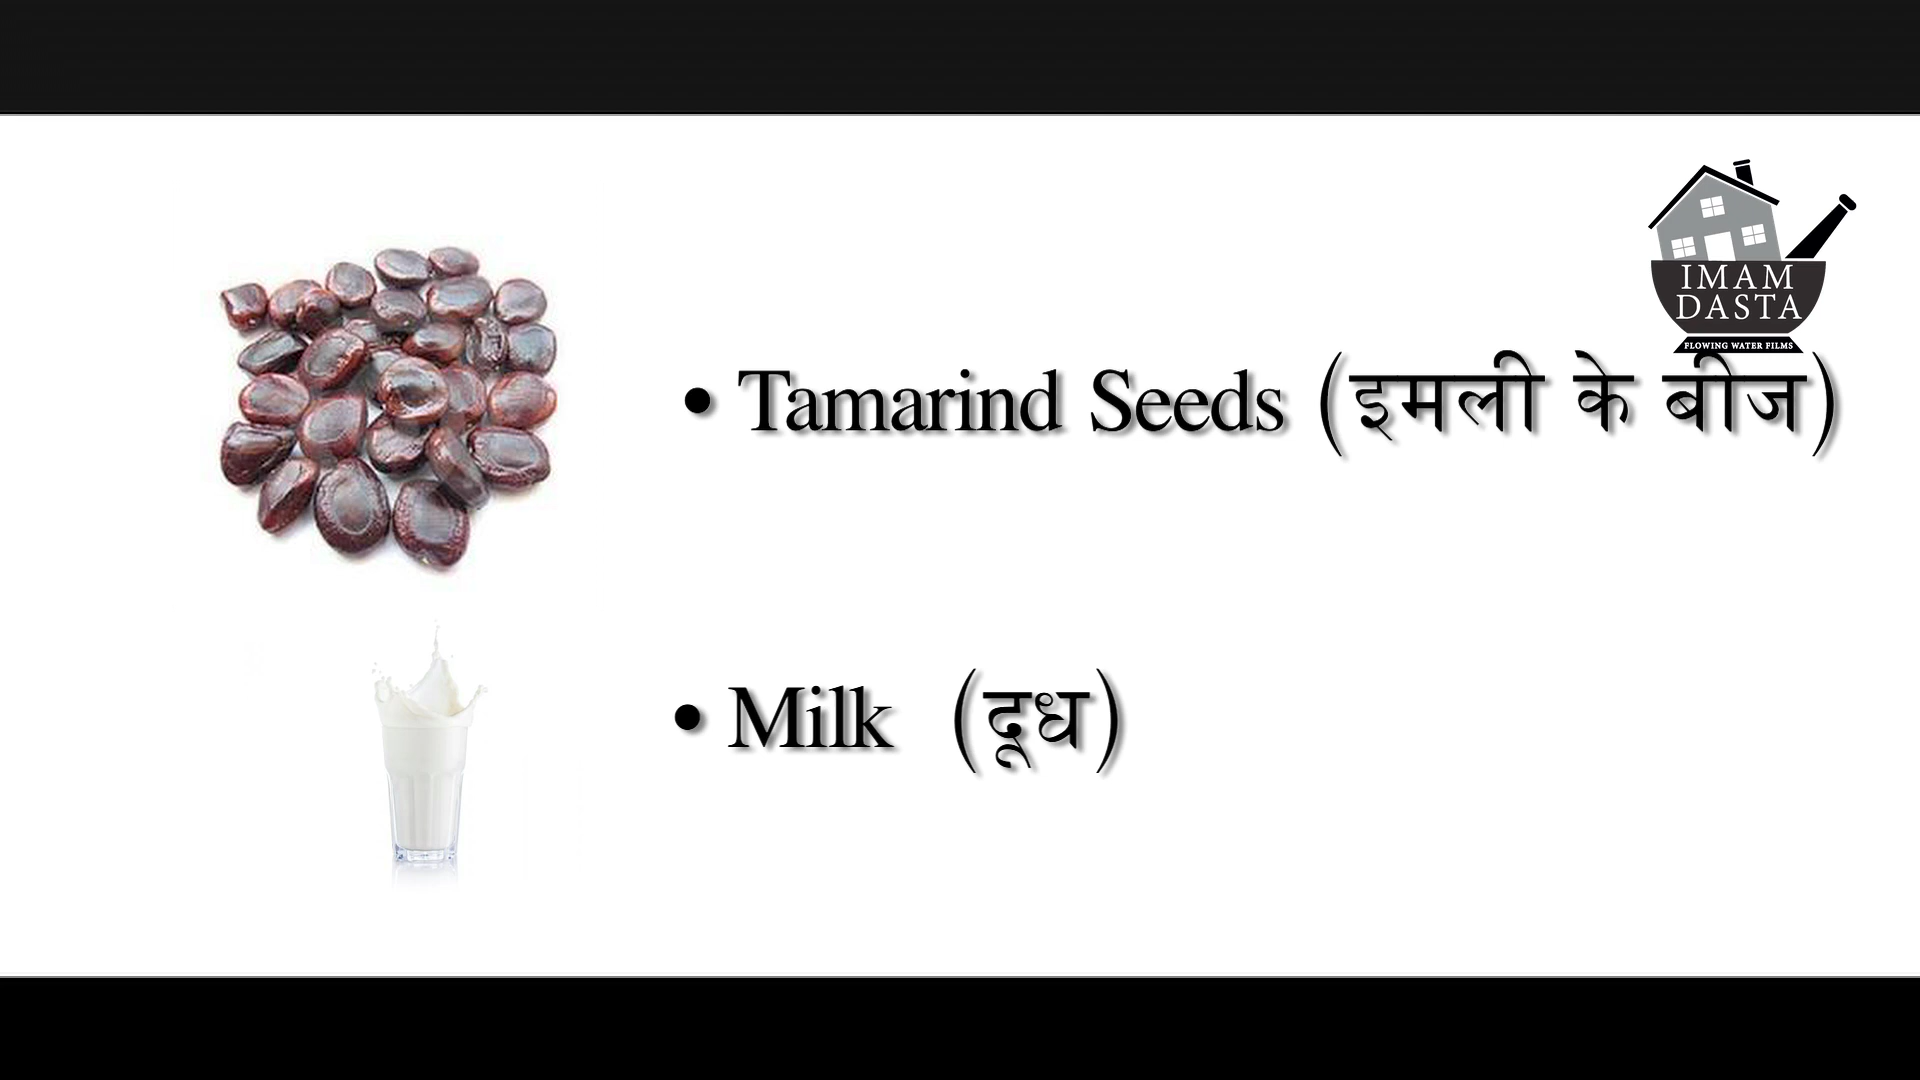 IMAM
DASTA
FLOWING WATER FILMS
• Tamarind Seeds (इमली के बीज)
• Milk (दूध)